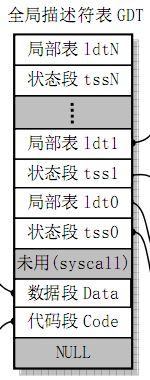 全局描述符表 GDT
局部表 ldtN
状态段 tssN
⋮
局部表 ldt1
状态段 tss1
局部表 ldt0
状态段 tss0
未用(syscall)
数据段 Data
代码段 Code
NULL